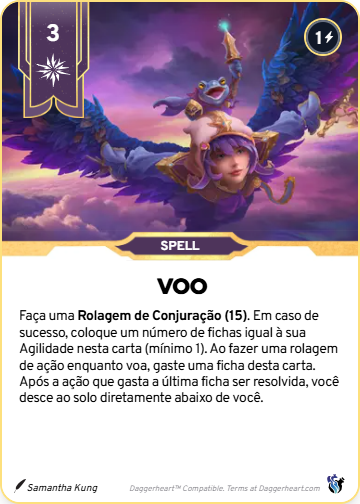 3
1
SPELL
VOO
Faça uma Rolagem de Conjuração (15). Em caso de
sucesso, coloque um número de fichas igual à sua
Agilidade nesta carta (mínimo 1). Ao fazer uma rolagem
de ação enquanto voa, gaste uma ficha desta carta.
Após a ação que gasta a última ficha ser resolvida, você
desce ao solo diretamente abaixo de você.
Samantha Kung
Daggerheart™ Compatible. Terms at Daggerheart.com